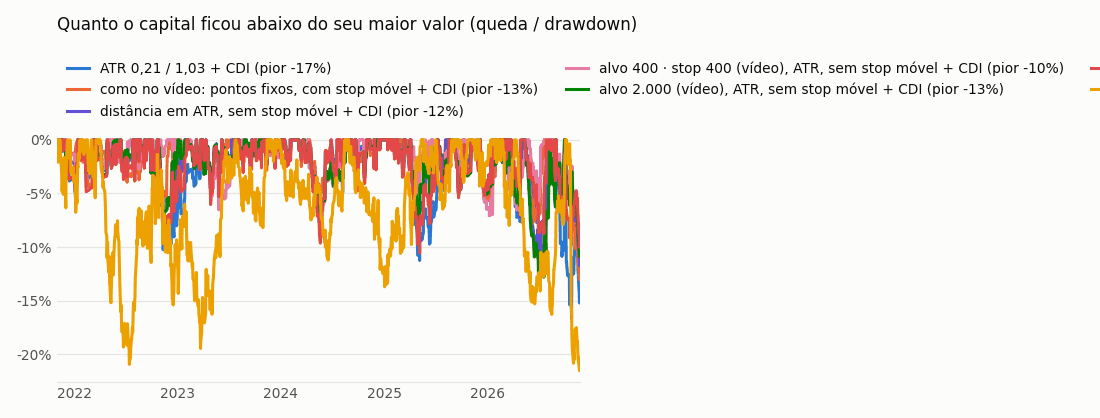 Quanto o capital ficou abaixo do seu maior valor (queda / drawdown)
ATR 0,21 / 1,03 + CDI (pior -17%)
como no vídeo: pontos fixos, com stop móvel + CDI (pior -13%)
distância em ATR, sem stop móvel + CDI (pior -12%)
alvo 400 · stop 400 (vídeo), ATR, sem stop móvel + CDI (pior -10%)
alvo 2.000 (vídeo), ATR, sem stop móvel + CDI (pior -13%)
0%
-5%
-10%
-15%
-20%
2022 2023 2024 2025 2026